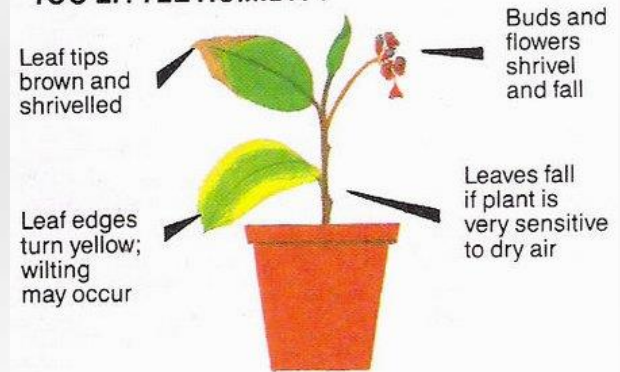 Leaf tips
brown and
shrivelled
Buds and
flowers
shrivel
and fall
Leaf edges
turn yellow;
wilting
may occur
Leaves fall
if plant is
very sensitive
to dry air